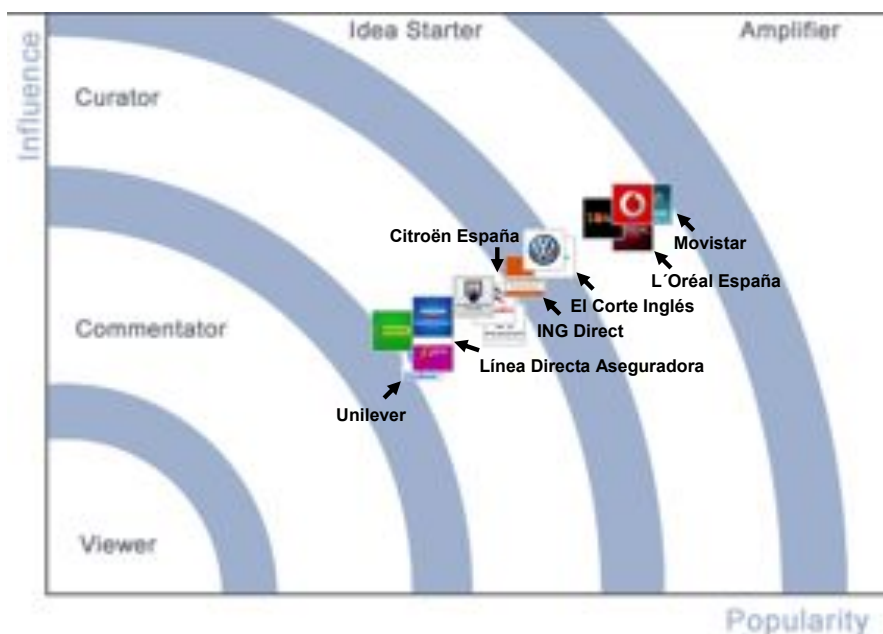 Idea Starter
Amplifier
Influence
Curator
Citroën España
Movistar
L´Oréal España
El Corte Inglés
ING Direct
Commentator
Línea Directa Aseguradora
Unilever
Viewer
Popularity